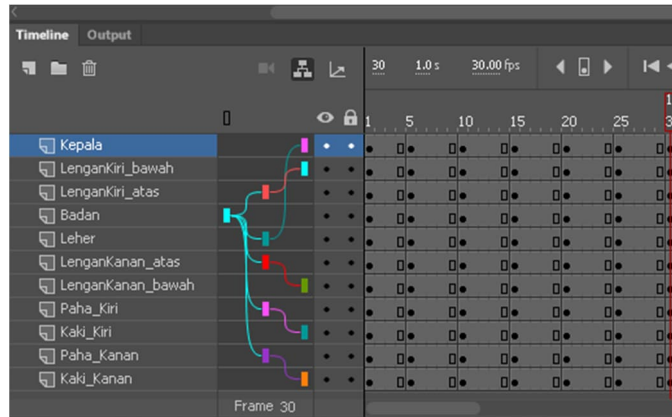 Timeline Output
30 1.0 s 30.00 fps
1 5 10 15 20 25
Kepala
LenganKiri_bawah
LenganKiri_atas
Badan
Leher
LenganKanan_atas
LenganKanan_bawah
Paha_Kiri
Kaki_Kiri
Paha_Kanan
Kaki_Kanan
Frame 30